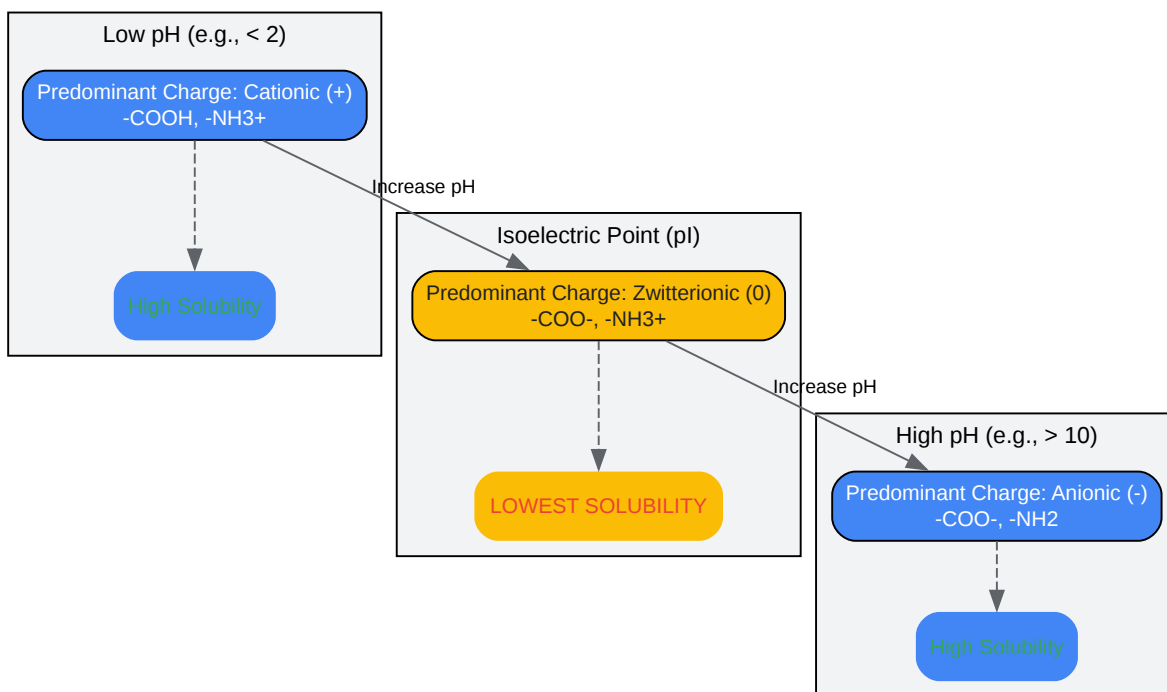 Low pH (e.g., < 2)
Predominant Charge: Cationic (+)
-COOH, -NH3+
High Solubility
Increase pH
Isoelectric Point (pI)
Predominant Charge: Zwitterionic (0)
-COO-, -NH3+
LOWEST SOLUBILITY
Increase pH
High pH (e.g., > 10)
Predominant Charge: Anionic (-)
-COO-, -NH2
High Solubility